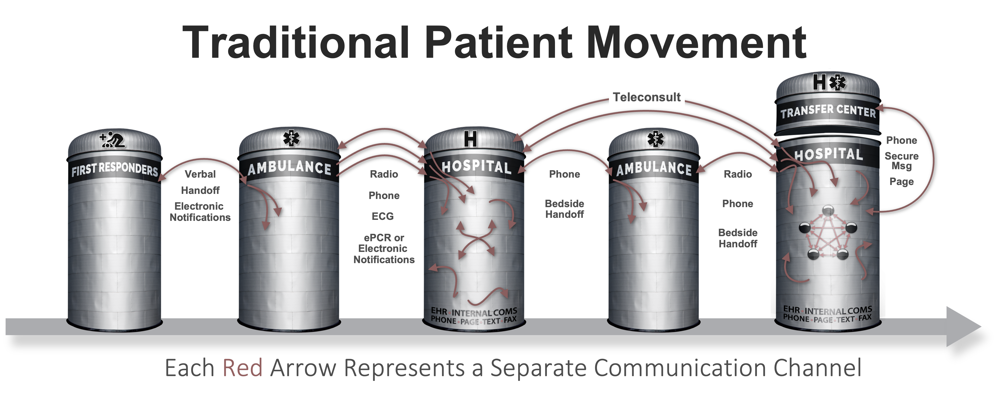 Traditional Patient Movement
H
TRANSFER CENTER
Teleconsult
H
FIRST RESPONDERS
AMBULANCE
HOSPITAL
AMBULANCE
HOSPITAL
Verbal
Handoff
Electronic
Notifications
Radio
Phone
ECG
ePCR or
Electronic
Notifications
Phone
Bedside
Handoff
Radio
Phone
Bedside
Handoff
Phone
Secure
Msg
Page
EHR • INTERNAL COMS
PHONE • PAGE • TEXT • FAX
EHR • INTERNAL COMS
PHONE • PAGE • TEXT • FAX
Each Red Arrow Represents a Separate Communication Channel